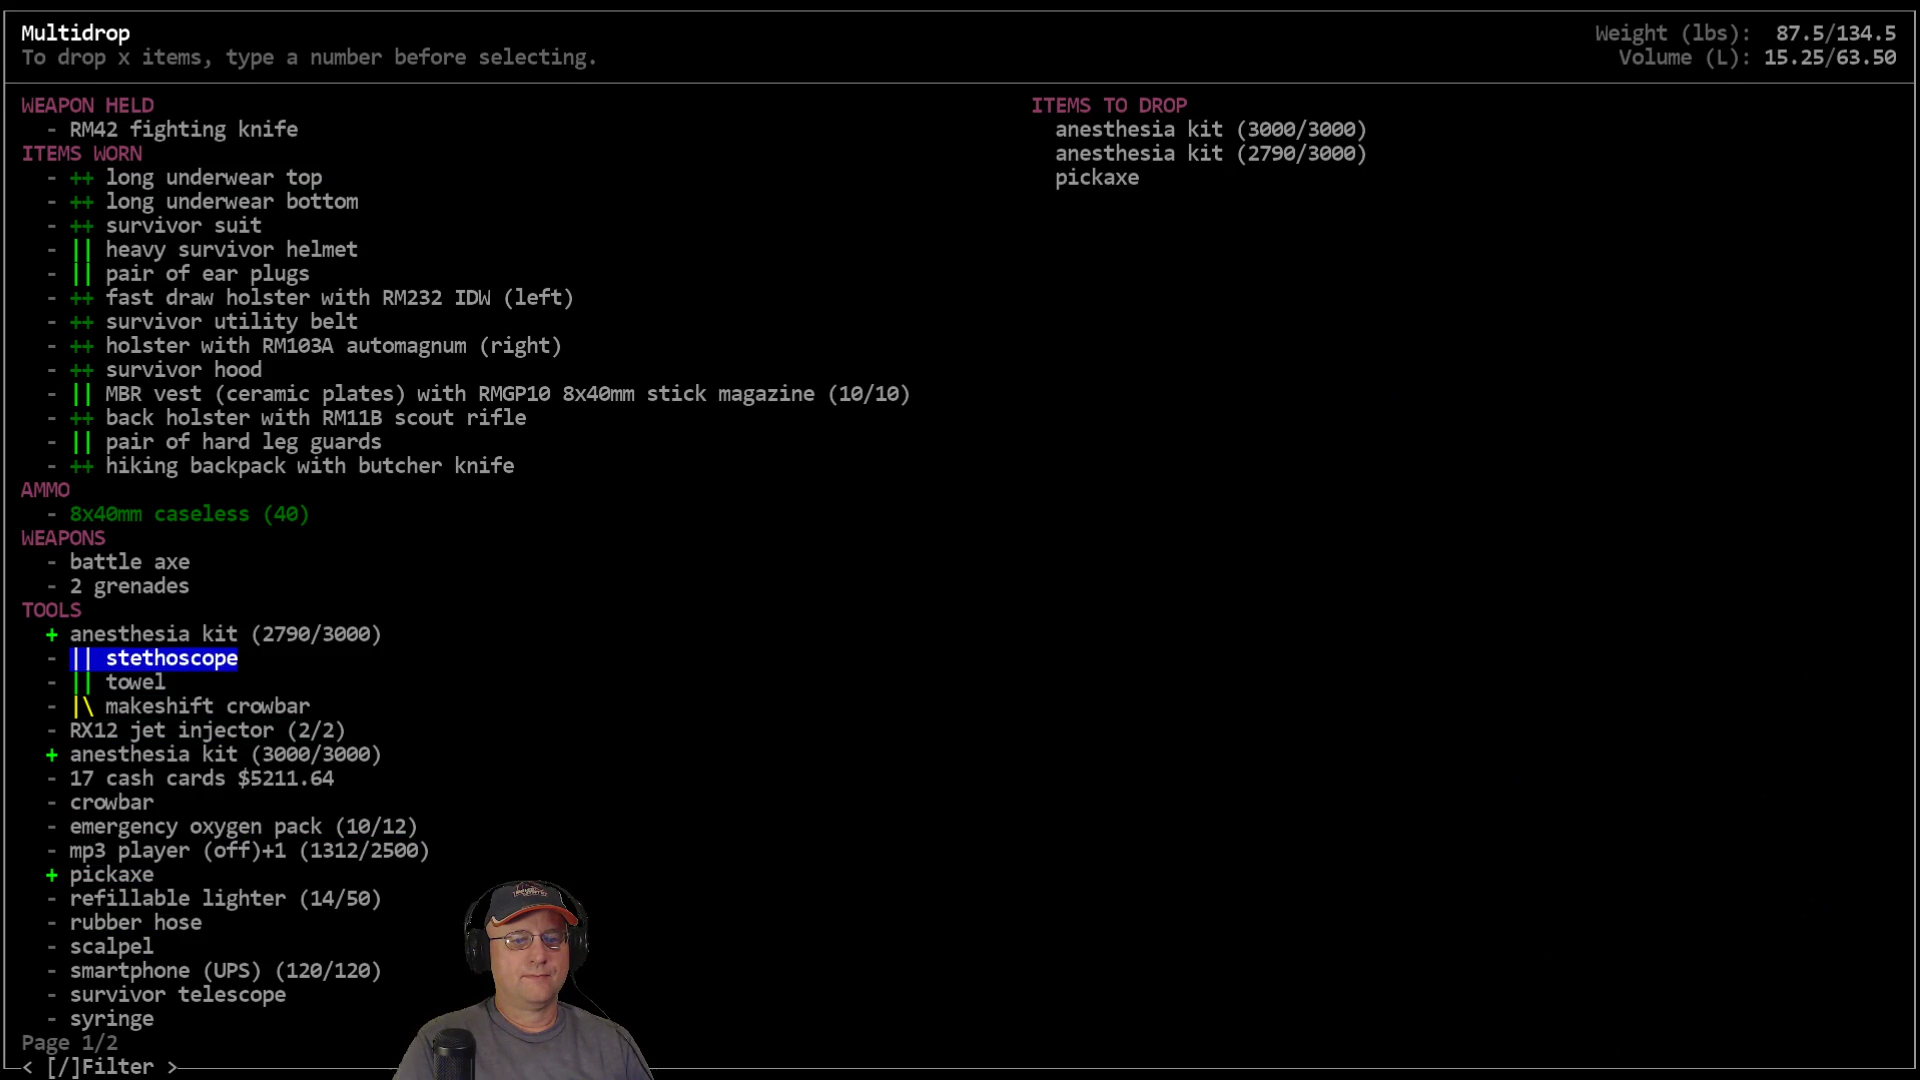 Multidrop
To drop x items, type a number before selecting.
Weight (lbs): 87.5/134.5
Volume (L): 15.25/63.50
WEAPON HELD
- RM42 fighting knife
ITEMS WORN
- ++ long underwear top
- ++ long underwear bottom
- ++ survivor suit
- || heavy survivor helmet
- || pair of ear plugs
- ++ fast draw holster with RM232 IDW (left)
- ++ survivor utility belt
- ++ holster with RM103A automagnum (right)
- ++ survivor hood
- || MBR vest (ceramic plates) with RMGP10 8x40mm stick magazine (10/10)
- ++ back holster with RM11B scout rifle
- || pair of hard leg guards
- ++ hiking backpack with butcher knife
AMMO
- 8x40mm caseless (40)
WEAPONS
- battle axe
- 2 grenades
TOOLS
+ anesthesia kit (2790/3000)
- || stethoscope
- || towel
- |\ makeshift crowbar
- RX12 jet injector (2/2)
+ anesthesia kit (3000/3000)
- 17 cash cards $5211.64
- crowbar
- emergency oxygen pack (10/12)
- mp3 player (off)+1 (1312/2500)
+ pickaxe
- refillable lighter (14/50)
- rubber hose
- scalpel
- smartphone (UPS) (120/120)
- survivor telescope
- syringe
Page 1/2
< [/]Filter >
ITEMS TO DROP
anesthesia kit (3000/3000)
anesthesia kit (2790/3000)
pickaxe